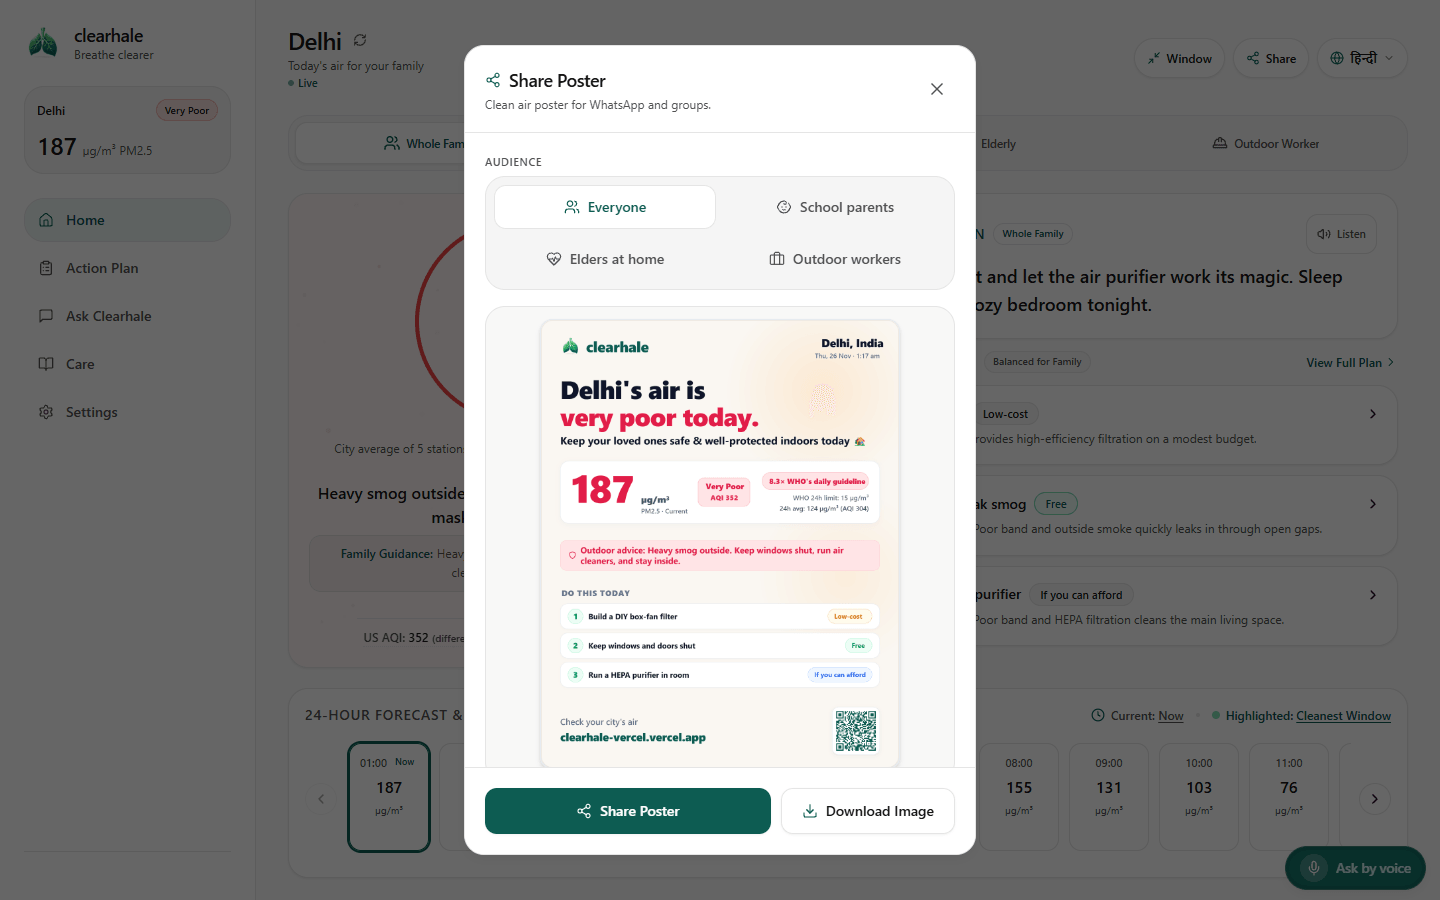 clearhale
Breathe clearer
Delhi
Very Poor
187 µg/m³ PM2.5
Home
Action Plan
Ask Clearhale
Care
Settings
Delhi
Today's air for your family
Live
Window
Share
हिन्दी
Whole Fam
Elderly
Outdoor Worker
City average of 5 station
Heavy smog outside
mask
Family Guidance: Heav
cle
US AQI: 352 (differe
N
Whole Family
Listen
t and let the air purifier work its magic. Sleep
ozy bedroom tonight.
Balanced for Family
View Full Plan
Low-cost
rovides high-efficiency filtration on a modest budget.
ak smog
Free
Poor band and outside smoke quickly leaks in through open gaps.
purifier
If you can afford
Poor band and HEPA filtration cleans the main living space.
24-HOUR FORECAST &
Current: Now
Highlighted: Cleanest Window
01:00 Now
187
µg/m³
08:00
155
µg/m³
09:00
131
µg/m³
10:00
103
µg/m³
11:00
76
µg/m³
Ask by voice
Share Poster
Clean air poster for WhatsApp and groups.
AUDIENCE
Everyone
School parents
Elders at home
Outdoor workers
clearhale
Delhi, India
Thu, 26 Nov · 1:17 am
Delhi's air is
very poor today.
Keep your loved ones safe & well-protected indoors today
187 µg/m³
PM2.5 · Current
Very Poor
AQI 352
8.3× WHO's daily guideline
WHO 24h limit: 15 µg/m³
24h avg: 124 µg/m³ (AQI 304)
Outdoor advice: Heavy smog outside. Keep windows shut, run air
cleaners, and stay inside.
DO THIS TODAY
1 Build a DIY box-fan filter Low-cost
2 Keep windows and doors shut Free
3 Run a HEPA purifier in room If you can afford
Check your city's air
clearhale-vercel.vercel.app
Share Poster
Download Image